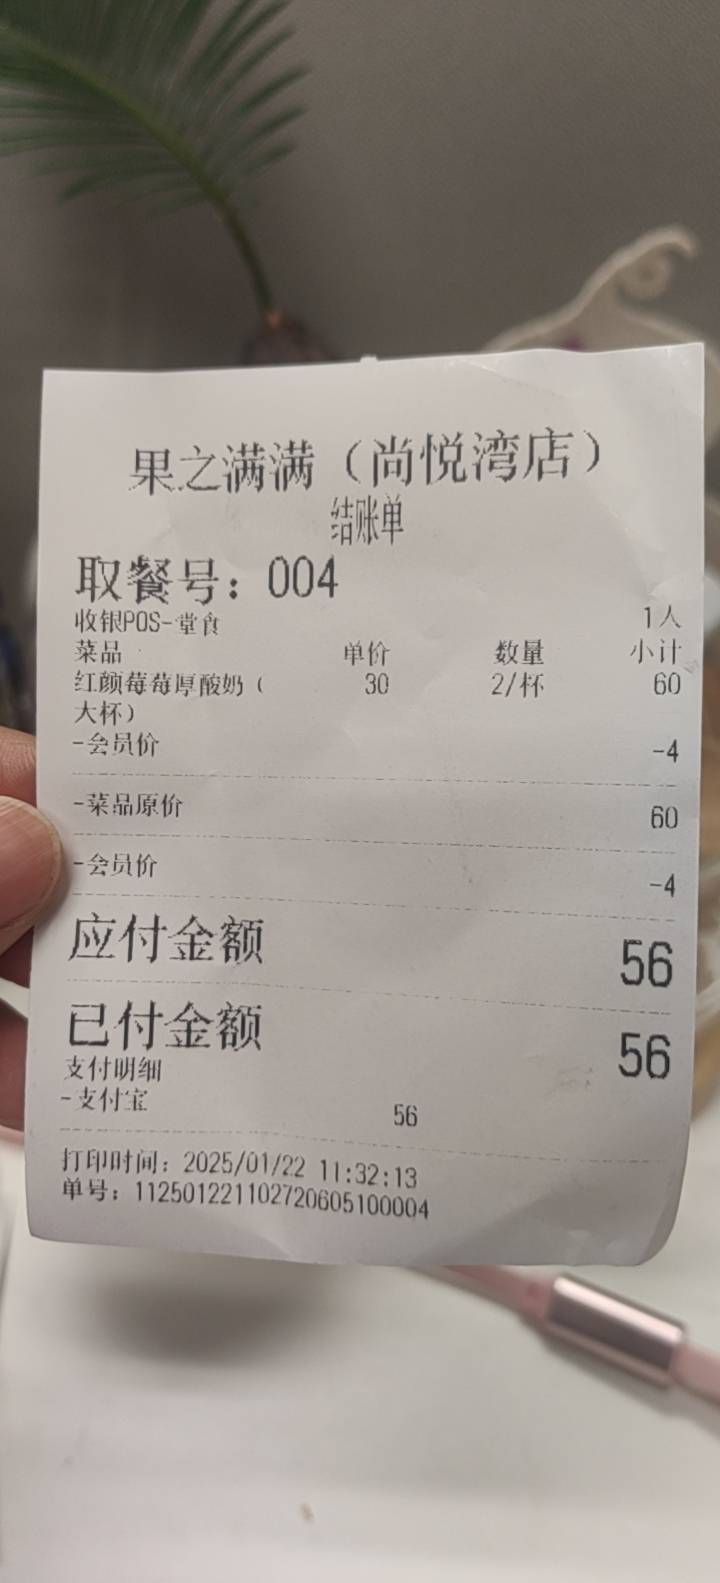 果之满满（尚悦湾店）
结账单
取餐号：004
收银POS-堂食 1人
菜品 单价 数量 小计
红颜莓莓厚酸奶（ 30 2/杯 60
大杯）
-会员价 -4
-菜品原价 60
-会员价 -4
应付金额 56
已付金额 56
支付明细
-支付宝 56
打印时间：2025/01/22 11:32:13
单号：1125012211027206051​00004